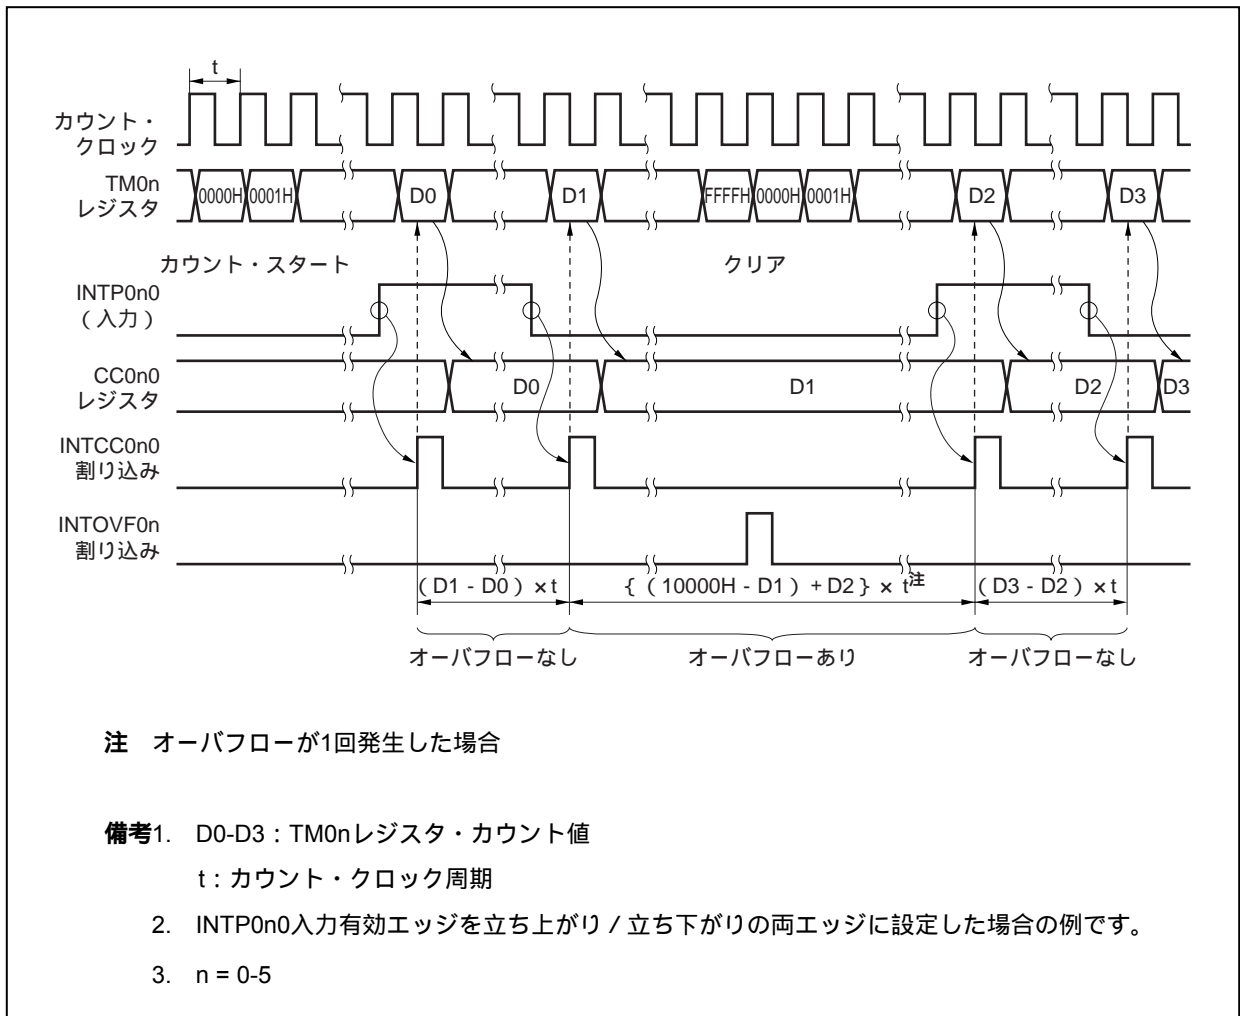 t
カウント・
クロック
TM0n
レジスタ
0000H 0001H D0 D1 FFFFH 0000H 0001H D2 D3
カウント・スタート クリア
INTP0n0
（入力）
CC0n0
レジスタ
D0 D1 D2 D3
INTCC0n0
割り込み
INTOVF0n
割り込み
（D1 - D0）×t ｛（10000H - D1）+ D2｝× t注 （D3 - D2）×t
オーバフローなし オーバフローあり オーバフローなし
注 オーバフローが1回発生した場合
備考1. D0-D3：TM0nレジスタ・カウント値
t：カウント・クロック周期
2. INTP0n0入力有効エッジを立ち上がり／立ち下がりの両エッジに設定した場合の例です。
3. n = 0-5